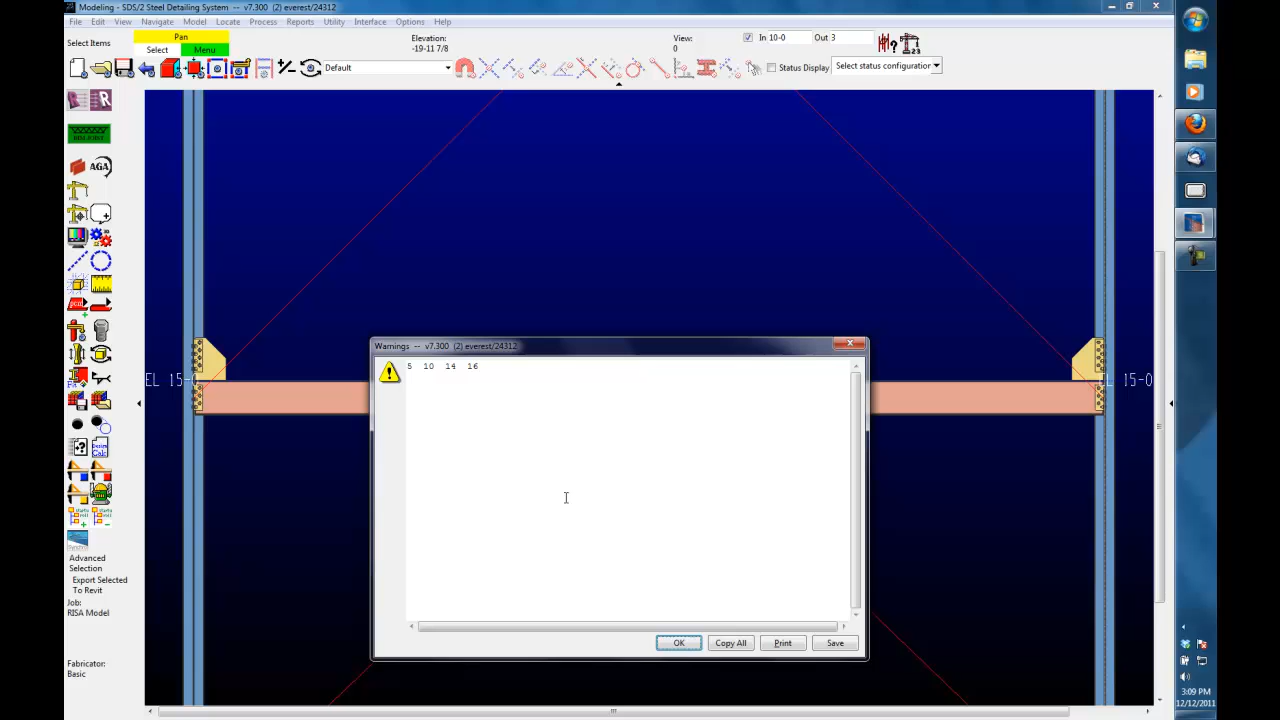 Modeling - SDS/2 Steel Detailing System -- v7.300 (2) everest/24312
File Edit View Navigate Model Locate Process Reports Utility Interface Options Help
Select Items
Pan
Select Menu
Elevation:
-19-11 7/8
View:
0
In 10-0 Out 3
Default
Status Display
Select status configuration
AGA
EL 15-0
EL 15-0
Warnings -- v7.300 (2) everest/24312
5 10 14 16
OK Copy All Print Save
Advanced
Selection
Export Selected
To Revit
Job:
RISA Model
Fabricator:
Basic
3:09 PM
12/12/2011